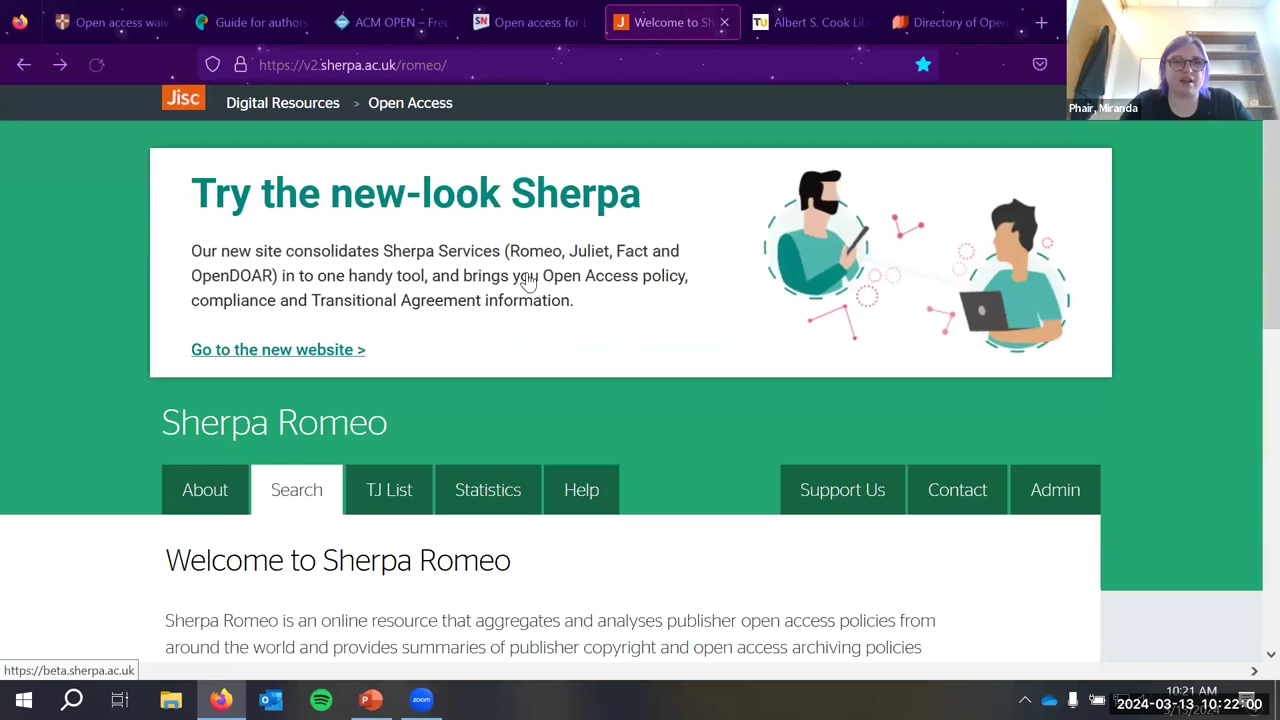 Open access waiv
Guide for authors
ACM OPEN – Free
SN
Open access for L
J
Welcome to Sh
TU
Albert S. Cook Lib
Directory of Ope
https://v2.sherpa.ac.uk/romeo/
Phair, Miranda
Jisc
Digital Resources > Open Access
Try the new-look Sherpa
Our new site consolidates Sherpa Services (Romeo, Juliet, Fact and
OpenDOAR) in to one handy tool, and brings you Open Access policy,
compliance and Transitional Agreement information.
Go to the new website >
Sherpa Romeo
About
Search
TJ List
Statistics
Help
Support Us
Contact
Admin
Welcome to Sherpa Romeo
Sherpa Romeo is an online resource that aggregates and analyses publisher open access policies from
around the world and provides summaries of publisher copyright and open access archiving policies
https://beta.sherpa.ac.uk
zoom
10:21 AM
2024-03-13 10:22:00